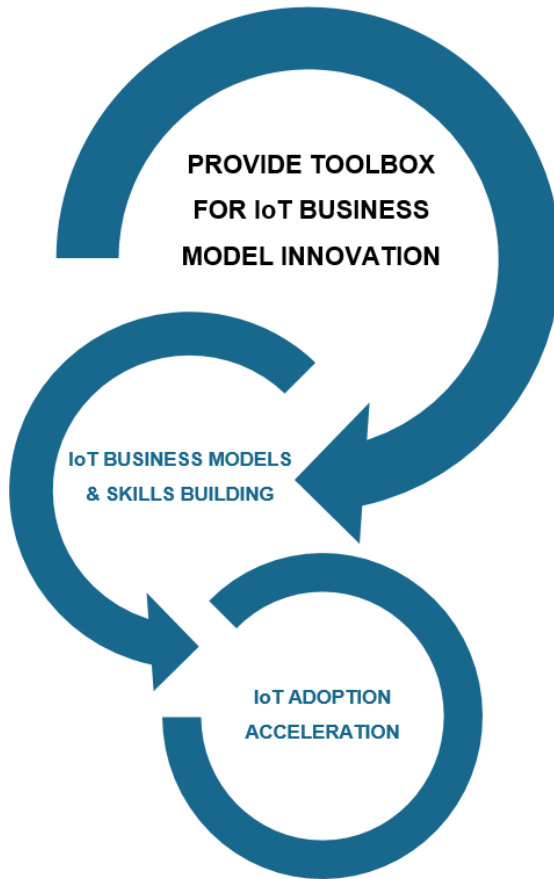 PROVIDE TOOLBOX
FOR IoT BUSINESS
MODEL INNOVATION
IoT BUSINESS MODELS
& SKILLS BUILDING
IoT ADOPTION
ACCELERATION